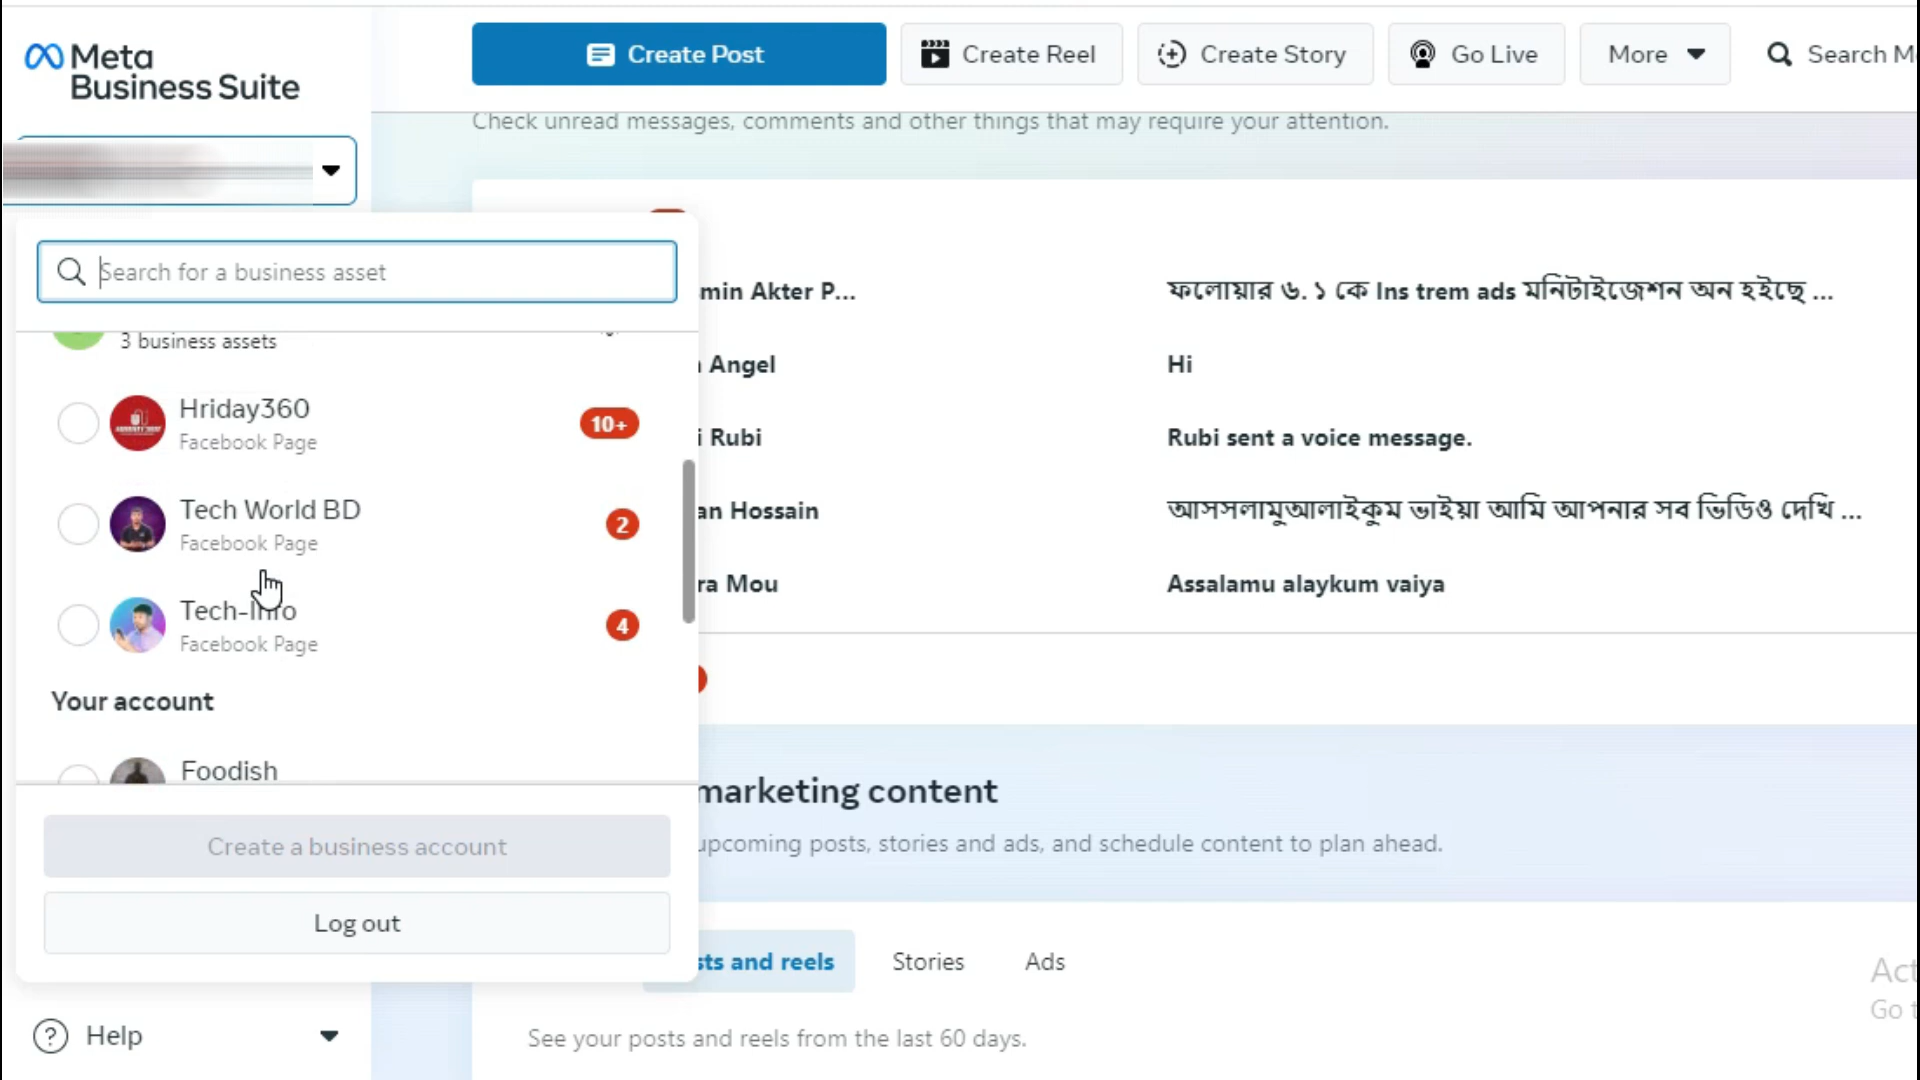 Meta
Business Suite
Create Post
Create Reel
Create Story
Go Live
More
Search
Check unread messages, comments and other things that may require your attention.
Search for a business asset
3 business assets
Hriday360
Facebook Page
10+
Tech World BD
Facebook Page
2
Tech-Info
Facebook Page
4
Your account
Foodish
Create a business account
Log out
Help
min Akter P...
ফলোয়ার ৬.১ কে Ins trem ads মনিটাইজেশন অন হইছে ...
Angel
Hi
i Rubi
Rubi sent a voice message.
an Hossain
আসসলামুআলাইকুম ভাইয়া আমি আপনার সব ভিডিও দেখি ...
ra Mou
Assalamu alaykum vaiya
marketing content
upcoming posts, stories and ads, and schedule content to plan ahead.
sts and reels
Stories
Ads
See your posts and reels from the last 60 days.
Act
Go t